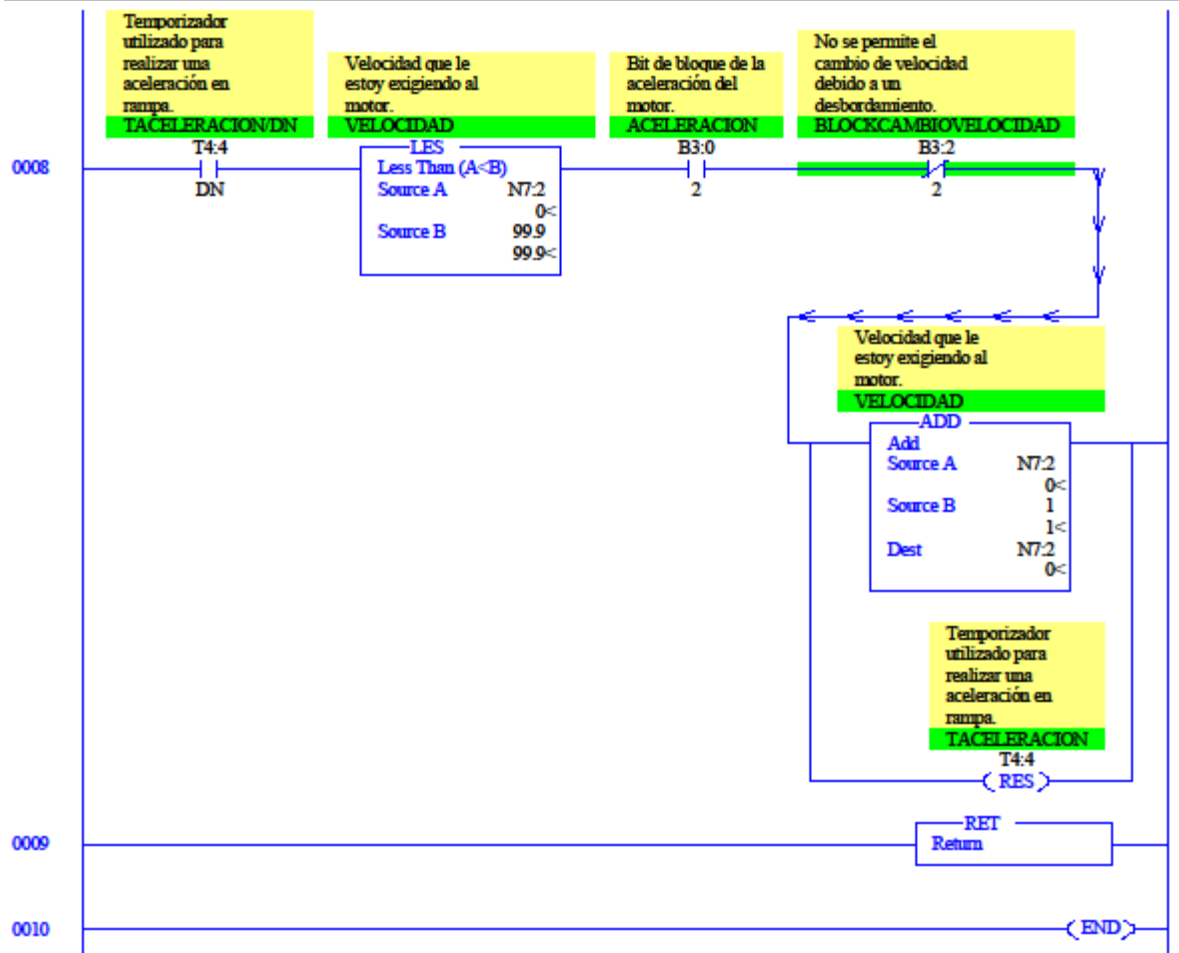 Temporizador
utilizado para
realizar una
aceleración en
rampa.
TACELERACION/DN
T4:4
DN
Velocidad que le
estoy exigiendo al
motor.
VELOCIDAD
LES
Less Than (A<B)
Source A N7:2
0<
Source B 99.9
99.9<
Bit de bloque de la
aceleración del
motor.
ACELERACION
B3:0
2
No se permite el
cambio de velocidad
debido a un
desbordamiento.
BLOCKCAMBIOVELOCIDAD
B3:2
2
0008
Velocidad que le
estoy exigiendo al
motor.
VELOCIDAD
ADD
Add
Source A N7:2
0<
Source B 1
1<
Dest N7:2
0<
Temporizador
utilizado para
realizar una
aceleración en
rampa.
TACELERACION
T4:4
RES
0009
RET
Return
0010
END